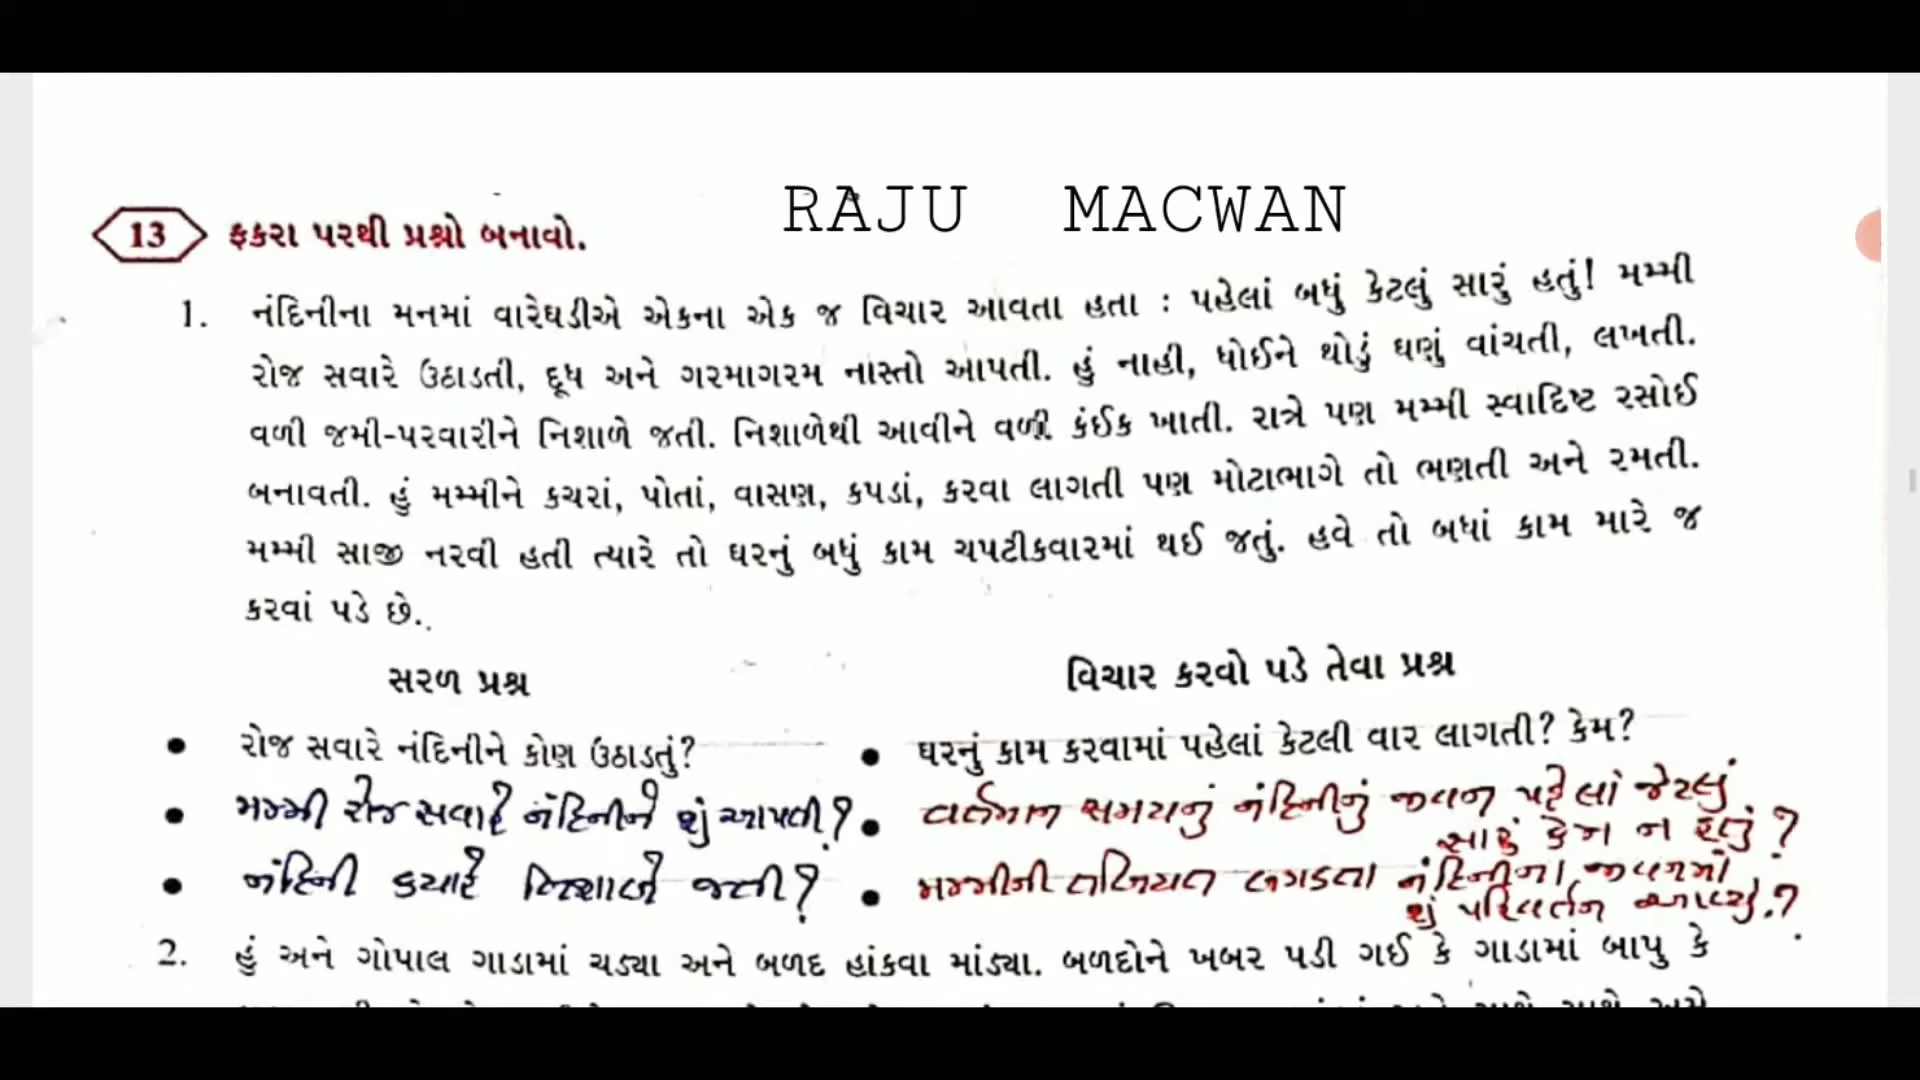 RAJU MACWAN
13 ફકરા પરથી પ્રશ્નો બનાવો.
1. નંદિનીના મનમાં વારેઘડીએ એકના એક જ વિચાર આવતા હતા : પહેલાં બધું કેટલું સારું હતું! મમ્મી
રોજ સવારે ઉઠાડતી, દૂધ અને ગરમાગરમ નાસ્તો આપતી. હું નાહી, ધોઈને થોડું ઘણું વાંચતી, લખતી.
વળી જમી-પરવારીને નિશાળે જતી. નિશાળેથી આવીને વળી કંઈક ખાતી. રાત્રે પણ મમ્મી સ્વાદિષ્ટ રસોઈ
બનાવતી. હું મમ્મીને કચરાં, પોતાં, વાસણ, કપડાં, કરવા લાગતી પણ મોટાભાગે તો ભણતી અને રમતી.
મમ્મી સાજી નરવી હતી ત્યારે તો ઘરનું બધું કામ ચપટીકવારમાં થઈ જતું. હવે તો બધાં કામ મારે જ
કરવાં પડે છે.
સરળ પ્રશ્ન
• રોજ સવારે નંદિનીને કોણ ઉઠાડતું?
• મમ્મી રોજ સવારે નંદિનીને શું આપતી?
• નંદિની ક્યારે નિશાળે જતી?
વિચાર કરવો પડે તેવા પ્રશ્ન
• ઘરનું કામ કરવામાં પહેલાં કેટલી વાર લાગતી? કેમ?
• વર્તમાન સમયનું નંદિનીનું જીવન પહેલાં જેટલું
સારું કેમ ન હતું?
• મમ્મીની તબિયત બગડતા નંદિનીના જીવનમાં
શું પરિવર્તન આવ્યું?
2. હું અને ગોપાલ ગાડામાં ચડ્યા અને બળદ હાંકવા માંડ્યા. બળદોને ખબર પડી ગઈ કે ગાડામાં બાપુ કે